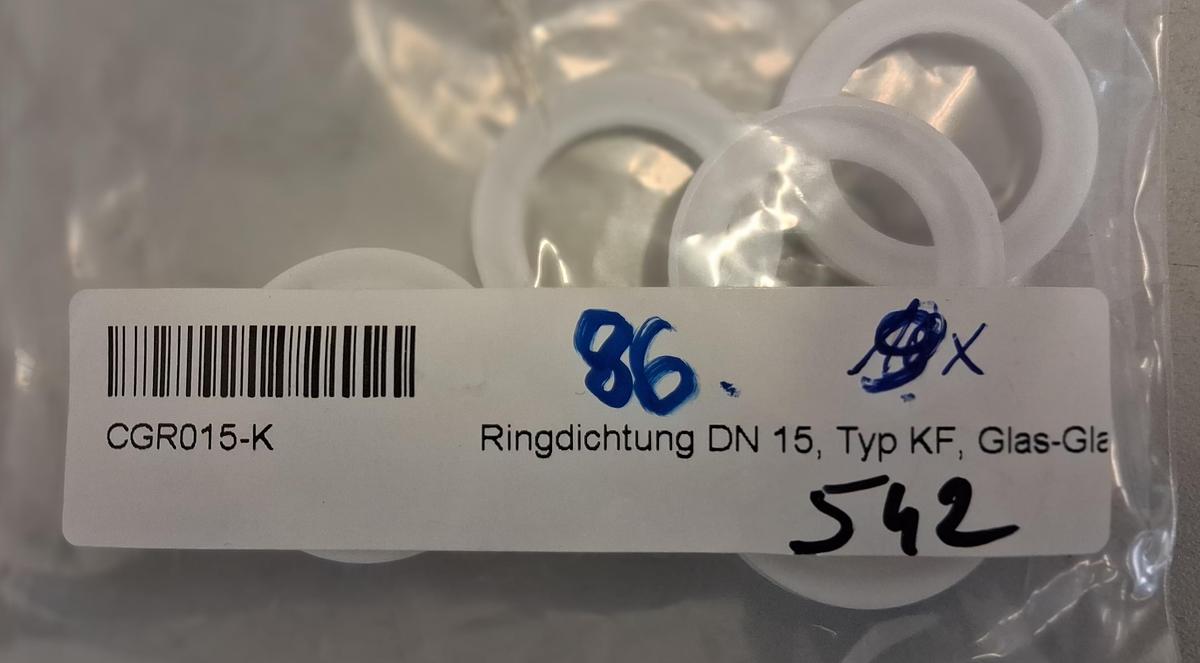 86.
x
CGR015-K
Ringdichtung DN 15, Typ KF, Glas-Gla
542